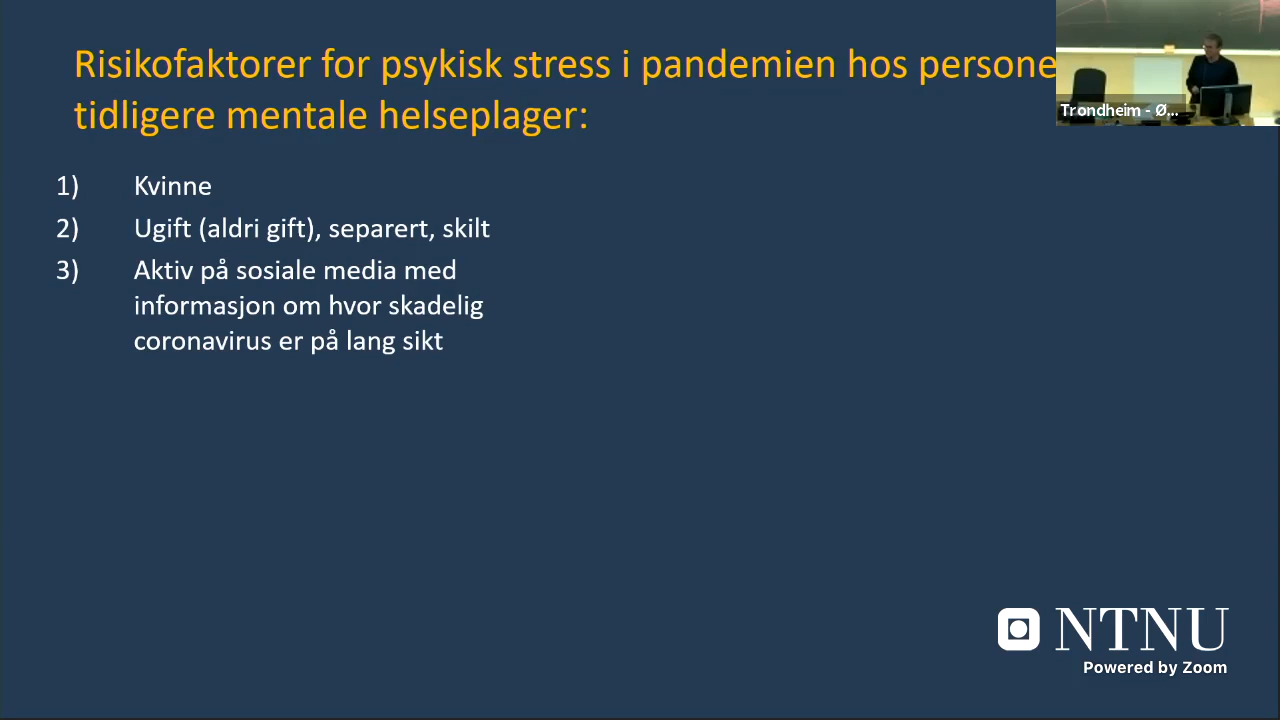 Risikofaktorer for psykisk stress i pandemien hos persone
tidligere mentale helseplager:
1) Kvinne
2) Ugift (aldri gift), separert, skilt
3) Aktiv på sosiale media med
informasjon om hvor skadelig
coronavirus er på lang sikt
Trondheim - Ø...
NTNU
Powered by Zoom